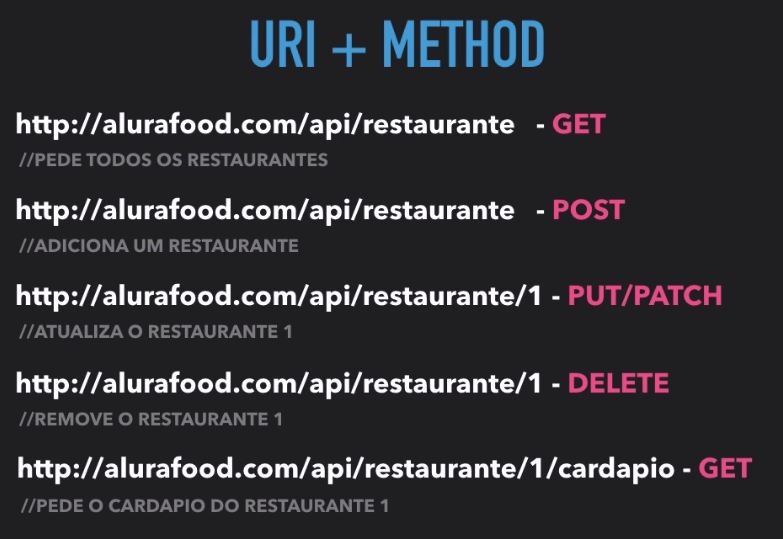 URI + METHOD
http://alurafood.com/api/restaurante - GET
//PEDE TODOS OS RESTAURANTES
http://alurafood.com/api/restaurante - POST
//ADICIONA UM RESTAURANTE
http://alurafood.com/api/restaurante/1 - PUT/PATCH
//ATUALIZA O RESTAURANTE 1
http://alurafood.com/api/restaurante/1 - DELETE
//REMOVE O RESTAURANTE 1
http://alurafood.com/api/restaurante/1/cardapio - GET
//PEDE O CARDAPIO DO RESTAURANTE 1